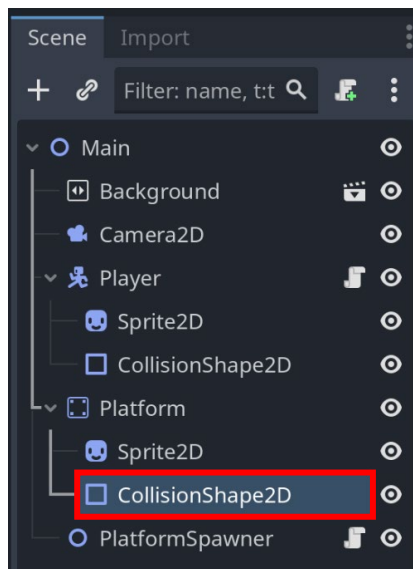 Scene Import
Filter: name, t:t
Main
Background
Camera2D
Player
Sprite2D
CollisionShape2D
Platform
Sprite2D
CollisionShape2D
PlatformSpawner